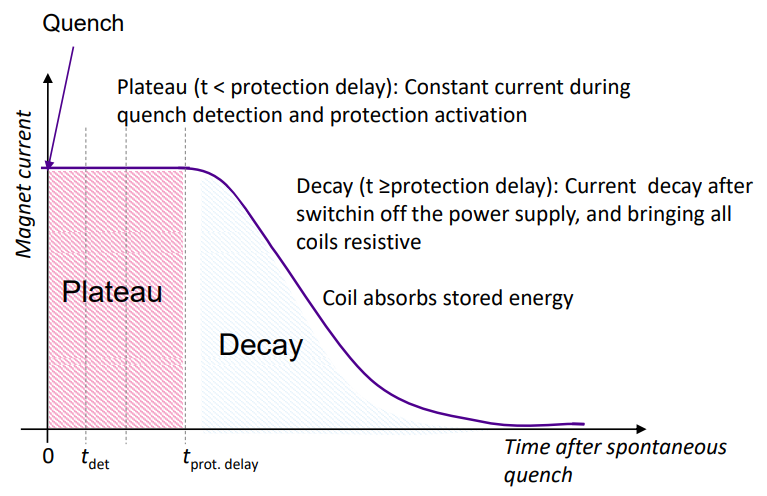 Quench
Plateau (t < protection delay): Constant current during
quench detection and protection activation
Magnet current
Decay (t ≥protection delay): Current  decay after
switchin off the power supply, and bringing all
coils resistive
Plateau
Coil absorbs stored energy
Decay
0
tdet
tprot. delay
Time after spontaneous
quench